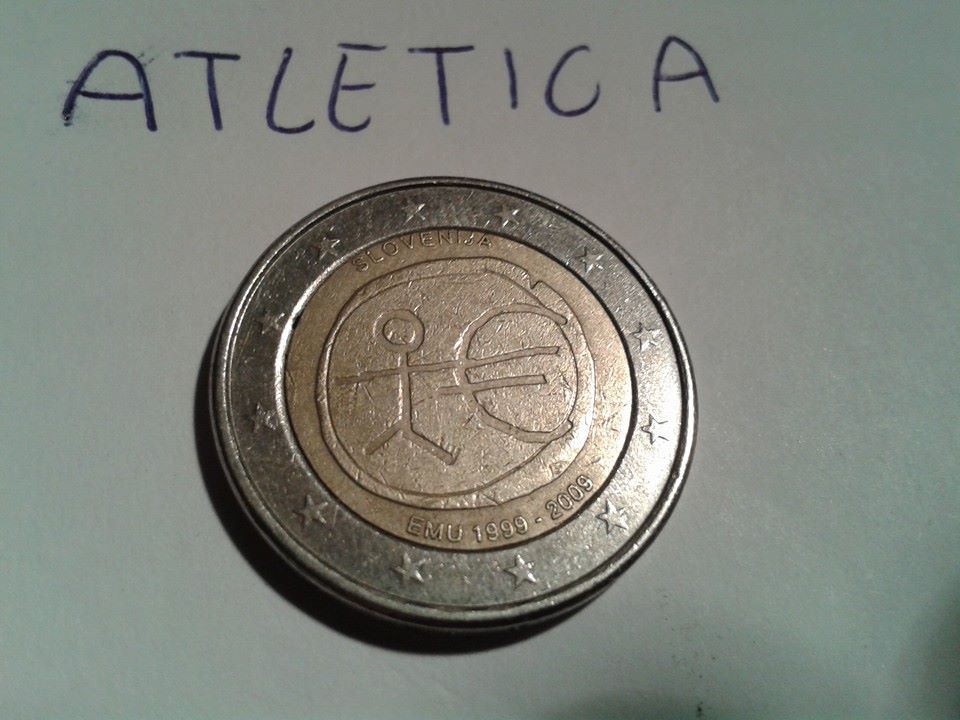 ATLETICA
SLOVENIJA
EMU 1999 - 2009